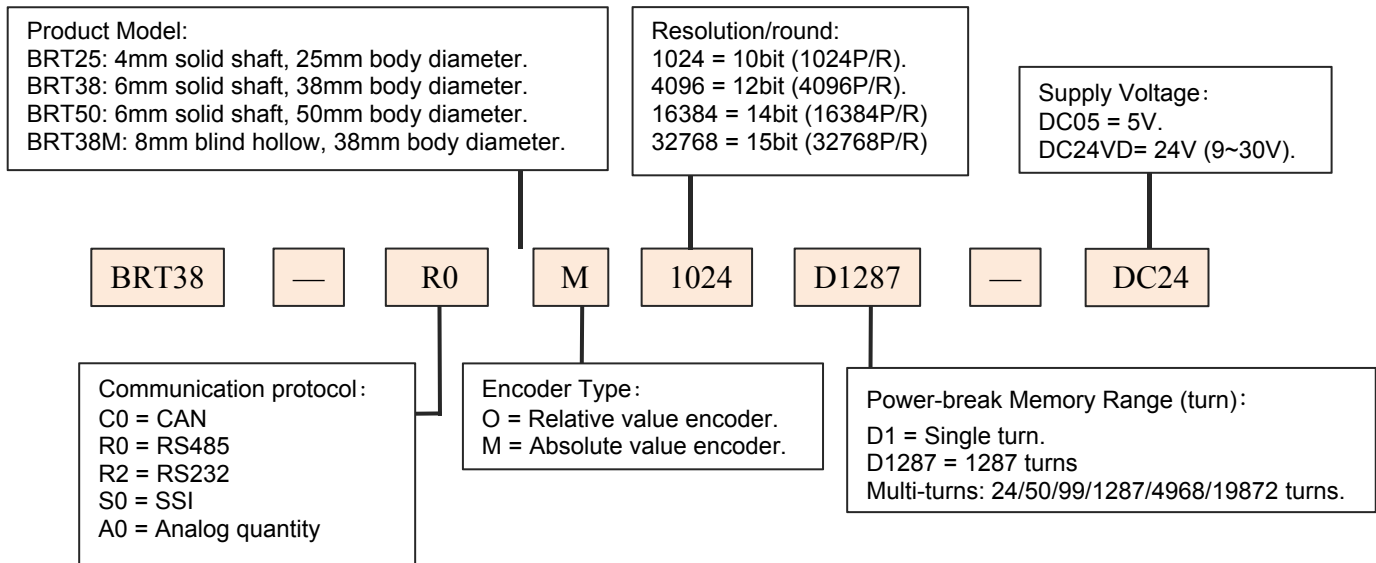 Product Model:
BRT25: 4mm solid shaft, 25mm body diameter.
BRT38: 6mm solid shaft, 38mm body diameter.
BRT50: 6mm solid shaft, 50mm body diameter.
BRT38M: 8mm blind hollow, 38mm body diameter.
Resolution/round:
1024 = 10bit (1024P/R).
4096 = 12bit (4096P/R).
16384 = 14bit (16384P/R)
32768 = 15bit (32768P/R)
Supply Voltage:
DC05 = 5V.
DC24VD= 24V (9~30V).
BRT38 — R0 M 1024 D1287 — DC24
Communication protocol:
C0 = CAN
R0 = RS485
R2 = RS232
S0 = SSI
A0 = Analog quantity
Encoder Type:
O = Relative value encoder.
M = Absolute value encoder.
Power-break Memory Range (turn):
D1 = Single turn.
D1287 = 1287 turns
Multi-turns: 24/50/99/1287/4968/19872 turns.